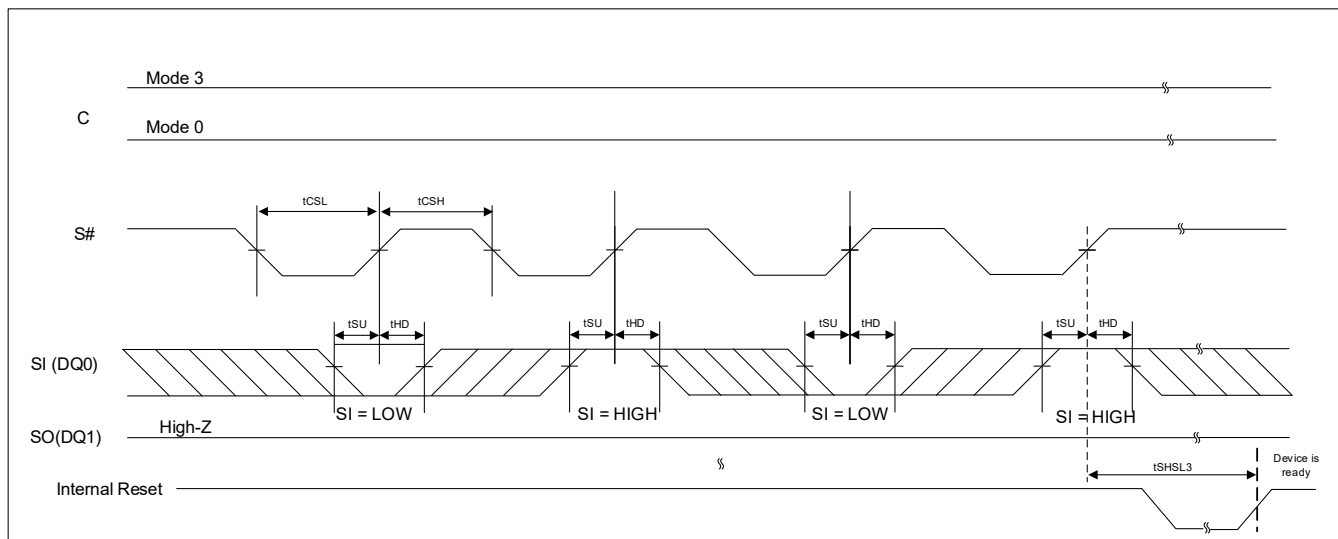 Mode 3
C
Mode 0
tCSL
tCSH
S#
tSU
tHD
tSU
tHD
tSU
tHD
tSU
tHD
SI (DQ0)
SI = LOW
SI = HIGH
SI = LOW
SI = HIGH
High-Z
SO(DQ1)
tSHSL3
Device is
ready
Internal Reset